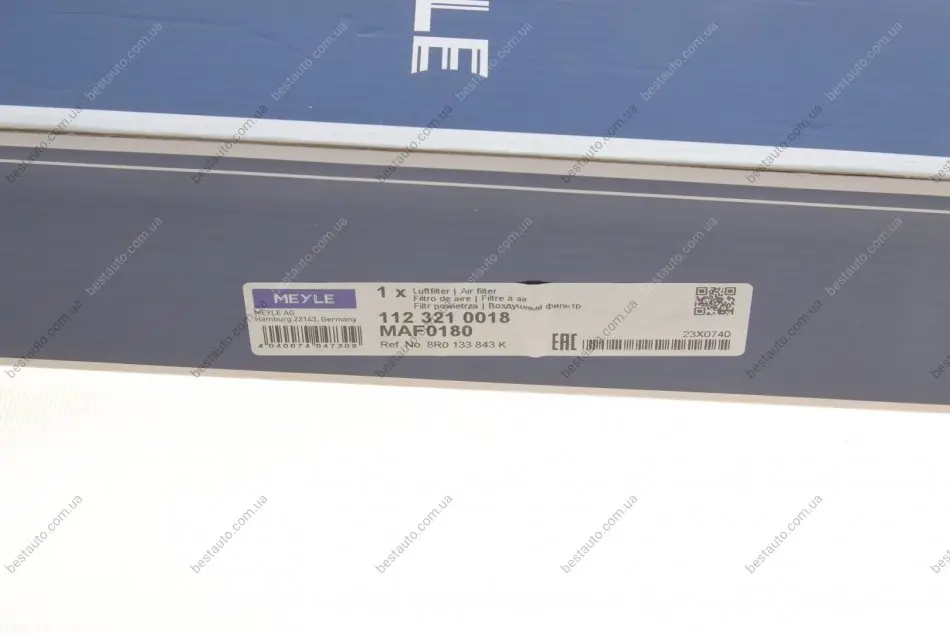 YLE
MEYLE
MEYLE AG
Hamburg 22143, Germany
4 040074 047309
1 x Luftfilter | Air filter
Filtro de aire | Filtre à air
Filtr powietrza | Воздушный фильтр
112 321 0018
MAF0180
Ref. No 8R0 133 843 K
EAC
23X0740
bestauto.com.ua